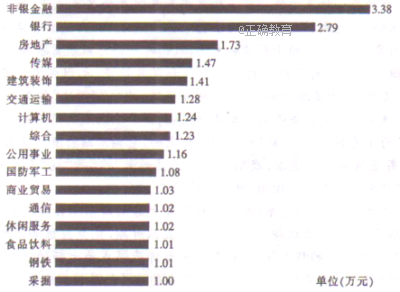 非银金融 3.38
银行 2.79
@正确教育
房地产 1.73
传媒 1.47
建筑装饰 1.41
交通运输 1.28
计算机 1.24
综合 1.23
公用事业 1.16
国防军工 1.08
商业贸易 1.03
通信 1.02
休闲服务 1.02
食品饮料 1.01
钢铁 1.01
采掘 1.00 单位(万元)